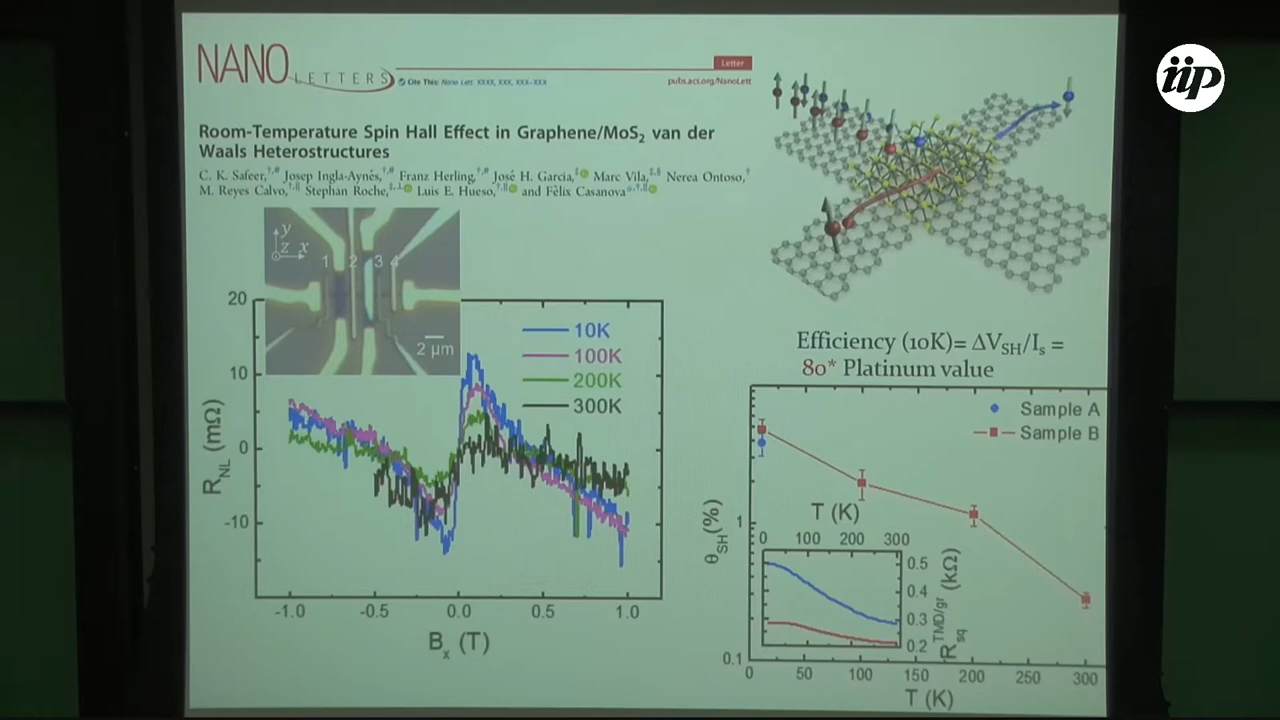 iip
NANO LETTERS
Cite This: Nano Lett. XXXX, XXX, XXX-XXX
Letter
pubs.acs.org/NanoLett
Room-Temperature Spin Hall Effect in Graphene/MoS2 van der
Waals Heterostructures
C. K. Safeer,†,# Josep Ingla-Aynés,†,# Franz Herling,†,# José H. Garcia,‡ Marc Vila,‡,§ Nerea Ontoso,†
M. Reyes Calvo,†,∥ Stephan Roche,‡,⊥ Luis E. Hueso,†,∥ and Fèlix Casanova*,†,∥
y
z x
1 2 3 4
2 µm
20
10
0
-10
RNL (mΩ)
10K
100K
200K
300K
-1.0 -0.5 0.0 0.5 1.0
Bx (T)
Efficiency (10K)= ΔVSH/Is =
80* Platinum value
Sample A
Sample B
θSH(%)
1
0.1
T (K)
0 100 200 300
0.5
0.4
0.3
0.2
RsqTMD/gr (kΩ)
0 50 100 150 200 250 300
T (K)